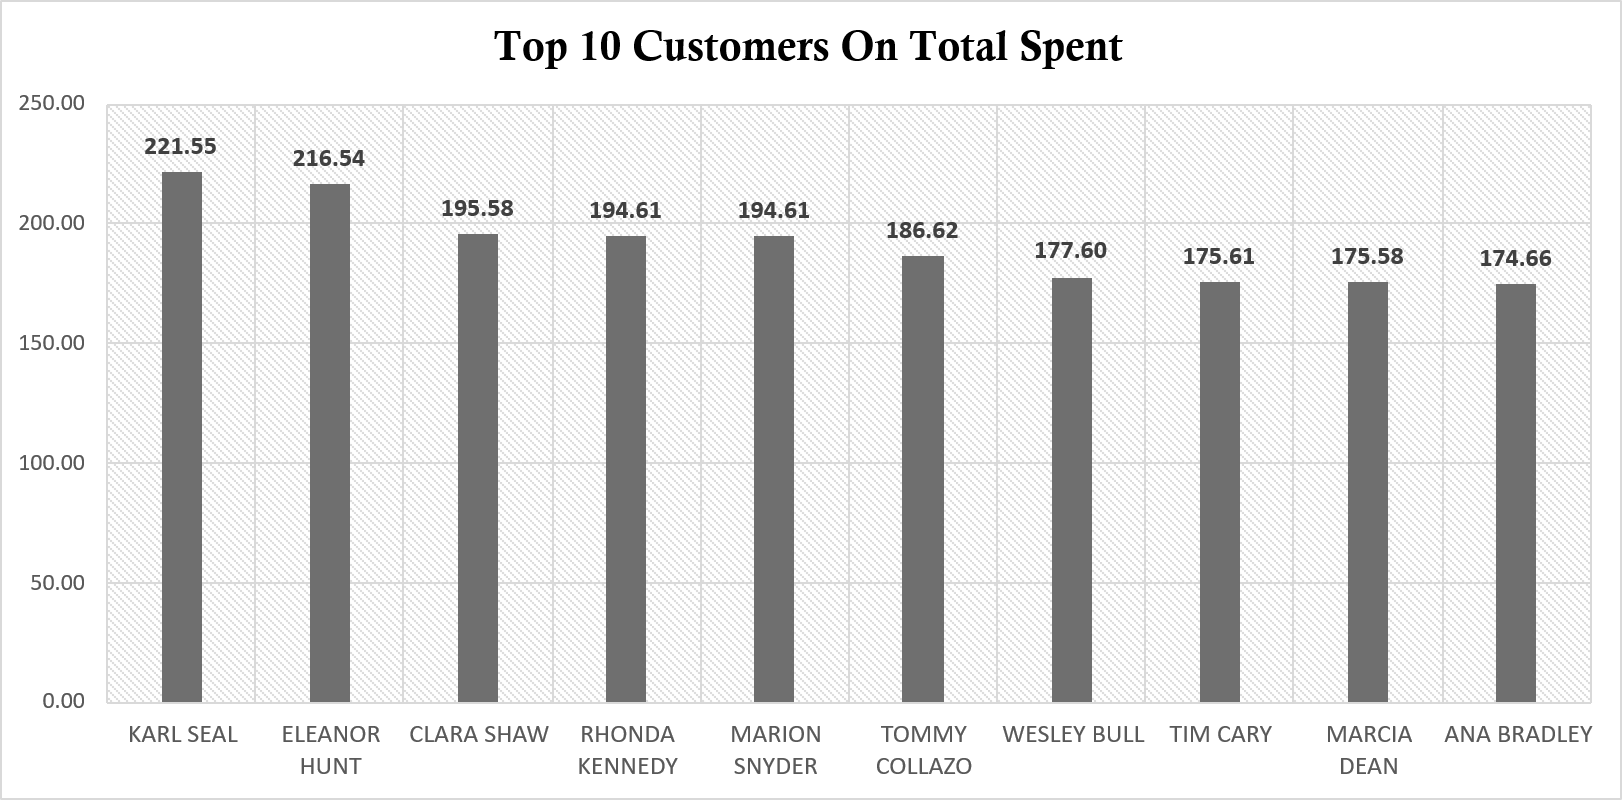 Top 10 Customers On Total Spent
250.00
200.00
150.00
100.00
50.00
0.00
221.55
216.54
195.58
194.61
194.61
186.62
177.60
175.61
175.58
174.66
KARL SEAL
ELEANOR
HUNT
CLARA SHAW
RHONDA
KENNEDY
MARION
SNYDER
TOMMY
COLLAZO
WESLEY BULL
TIM CARY
MARCIA
DEAN
ANA BRADLEY